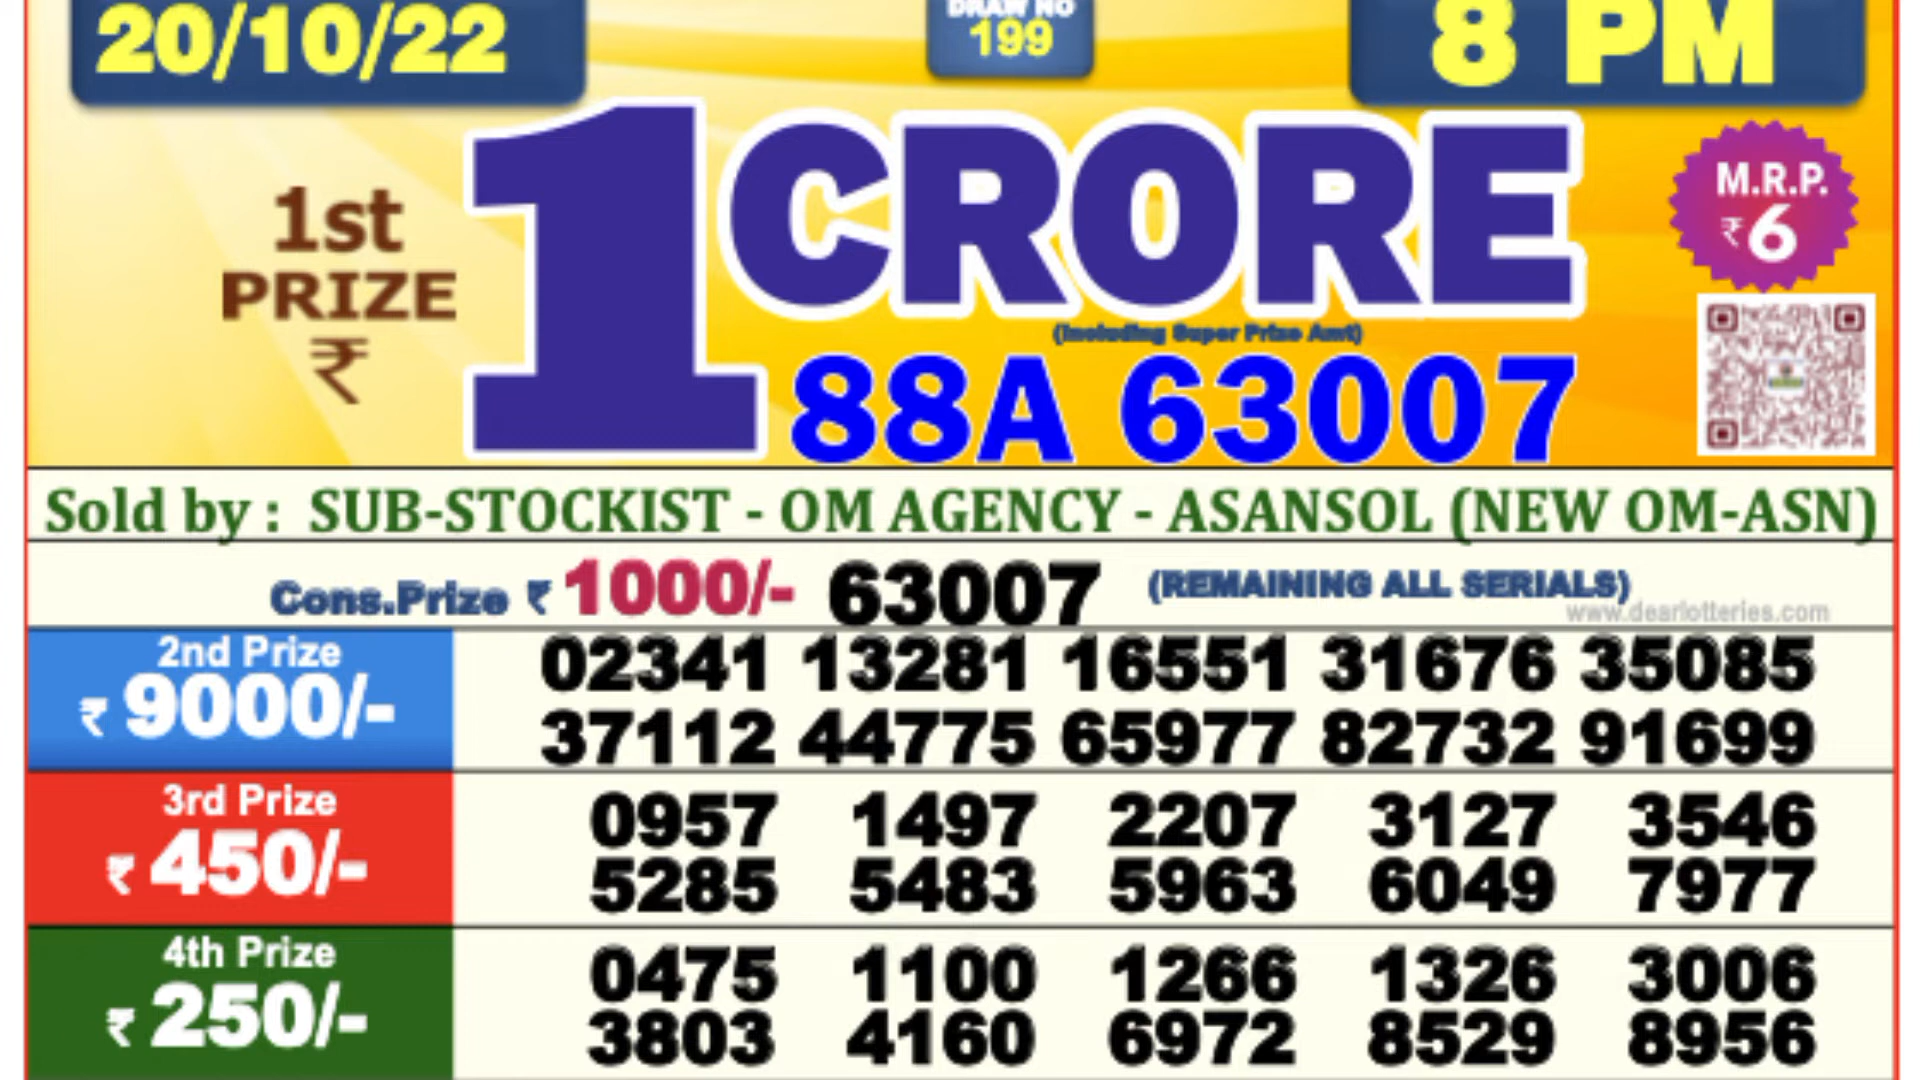 20/10/22
DRAW NO
199
8 PM
1st
PRIZE
₹
1 CRORE
M.R.P.
₹ 6
(Including Super Prize Amt)
88A 63007
Sold by : SUB-STOCKIST - OM AGENCY - ASANSOL (NEW OM-ASN)
Cons.Prize ₹ 1000/- 63007 (REMAINING ALL SERIALS)
www.dearlotteries.com
2nd Prize
₹ 9000/-
02341 13281 16551 31676 35085
37112 44775 65977 82732 91699
3rd Prize
₹ 450/-
0957 1497 2207 3127 3546
5285 5483 5963 6049 7977
4th Prize
₹ 250/-
0475 1100 1266 1326 3006
3803 4160 6972 8529 8956